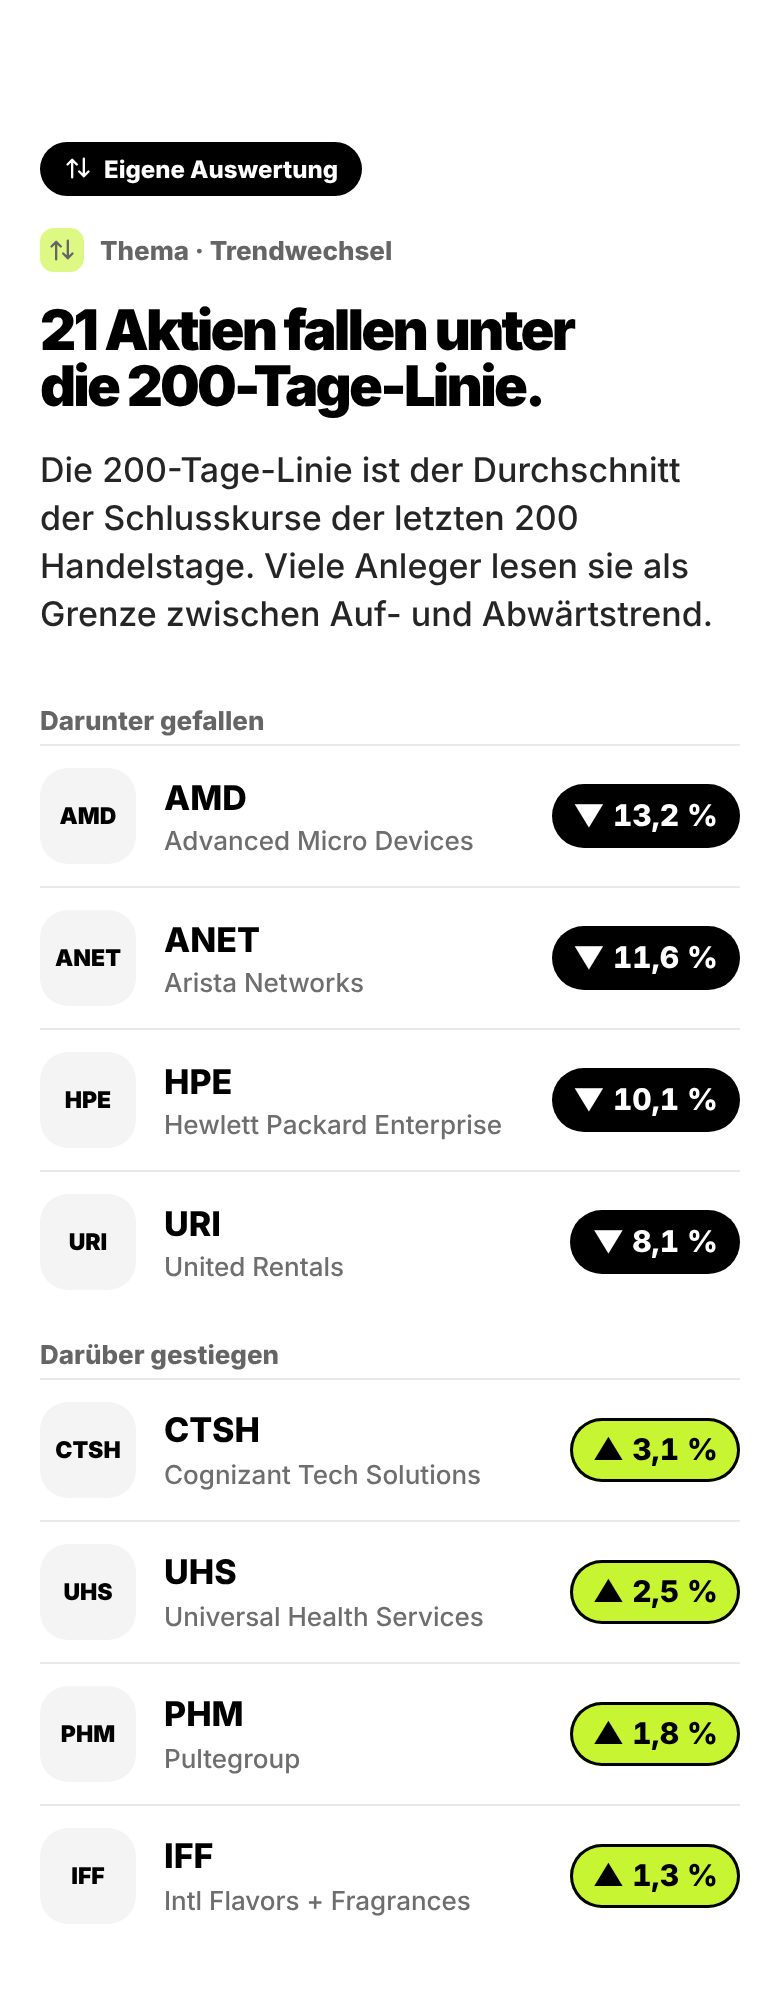 Eigene Auswertung
Thema · Trendwechsel
21 Aktien fallen unter
die 200-Tage-Linie.
Die 200-Tage-Linie ist der Durchschnitt
der Schlusskurse der letzten 200
Handelstage. Viele Anleger lesen sie als
Grenze zwischen Auf- und Abwärtstrend.
Darunter gefallen
AMD
AMD
Advanced Micro Devices
▼ 13,2 %
ANET
ANET
Arista Networks
▼ 11,6 %
HPE
HPE
Hewlett Packard Enterprise
▼ 10,1 %
URI
URI
United Rentals
▼ 8,1 %
Darüber gestiegen
CTSH
CTSH
Cognizant Tech Solutions
▲ 3,1 %
UHS
UHS
Universal Health Services
▲ 2,5 %
PHM
PHM
Pultegroup
▲ 1,8 %
IFF
IFF
Intl Flavors + Fragrances
▲ 1,3 %